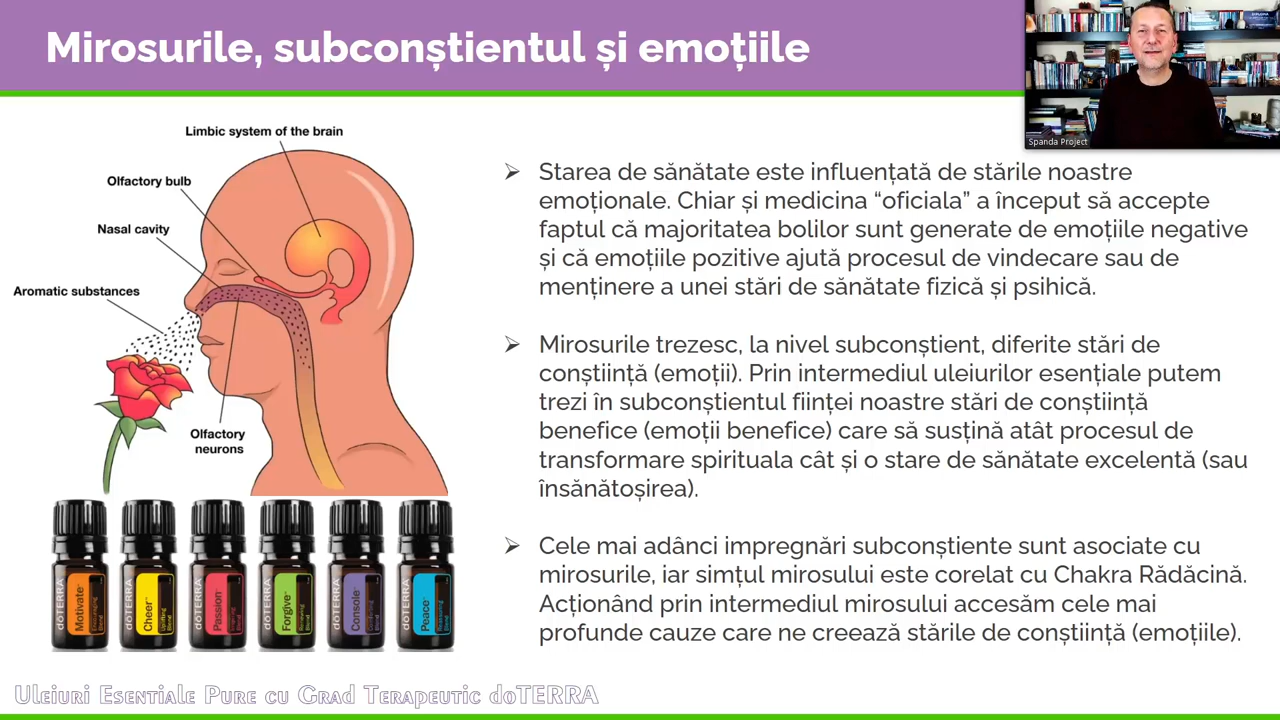 Mirosurile, subconștientul și emoțiile
Spanda Project
Limbic system of the brain
Olfactory bulb
Nasal cavity
Aromatic substances
Olfactory
neurons
➢ Starea de sănătate este influențată de stările noastre
emoționale. Chiar și medicina “oficiala” a început să accepte
faptul că majoritatea bolilor sunt generate de emoțiile negative
și că emoțiile pozitive ajută procesul de vindecare sau de
menținere a unei stări de sănătate fizică și psihică.
➢ Mirosurile trezesc, la nivel subconștient, diferite stări de
conștiință (emoții). Prin intermediul uleiurilor esențiale putem
trezi în subconștientul ființei noastre stări de conștiință
benefice (emoții benefice) care să susțină atât procesul de
transformare spirituala cât și o stare de sănătate excelentă (sau
însănătoșirea).
➢ Cele mai adânci impregnări subconștiente sunt asociate cu
mirosurile, iar simțul mirosului este corelat cu Chakra Rădăcină.
Acționând prin intermediul mirosului accesăm cele mai
profunde cauze care ne creează stările de conștiință (emoțiile).
dōTERRA
Motivate
dōTERRA
Cheer
Uplifting
Blend
dōTERRA
Passion
dōTERRA
Forgive
dōTERRA
Console
dōTERRA
Peace
Uleiuri Esentiale Pure cu Grad Terapeutic doTERRA